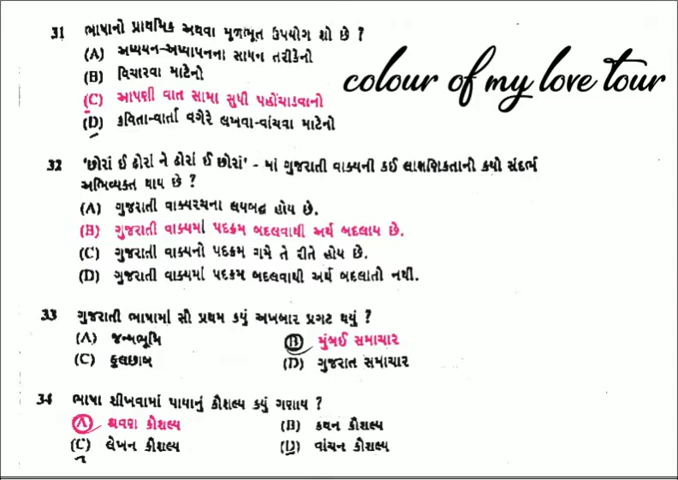 31 ભાષાનો પ્રાથમિક અથવા મૂળભૂત ઉપયોગ શો છે ?
(A) અધ્યયન-અધ્યાપનના સાધન તરીકેનો
(B) વિચારવા માટેનો
(C) આપણી વાત સામા સુધી પહોંચાડવાનો
(D) કવિતા-વાર્તા વગેરે લખવા-વાંચવા માટેનો
colour of my love tour
32 'છોરાં ઈ ઢોરાં ને ઢોરાં ઈ છોરાં' - માં ગુજરાતી વાક્યની કઈ લાક્ષણિકતાનો કયો સંદર્ભ
અભિવ્યક્ત થાય છે ?
(A) ગુજરાતી વાક્યરચના લયબદ્ધ હોય છે.
(B) ગુજરાતી વાક્યમાં પદક્રમ બદલવાથી અર્થ બદલાય છે.
(C) ગુજરાતી વાક્યનો પદક્રમ ગમે તે રીતે હોય છે.
(D) ગુજરાતી વાક્યમાં પદક્રમ બદલવાથી અર્થ બદલાતો નથી.
33 ગુજરાતી ભાષામાં સૌ પ્રથમ કયું અખબાર પ્રગટ થયું ?
(A) જન્મભૂમિ (B) મુંબઈ સમાચાર
(C) ફુલછાબ (D) ગુજરાત સમાચાર
34 ભાષા શીખવામાં પાયાનું કૌશલ્ય કયું ગણાય ?
(A) શ્રવણ કૌશલ્ય (B) કથન કૌશલ્ય
(C) લેખન કૌશલ્ય (D) વાંચન કૌશલ્ય